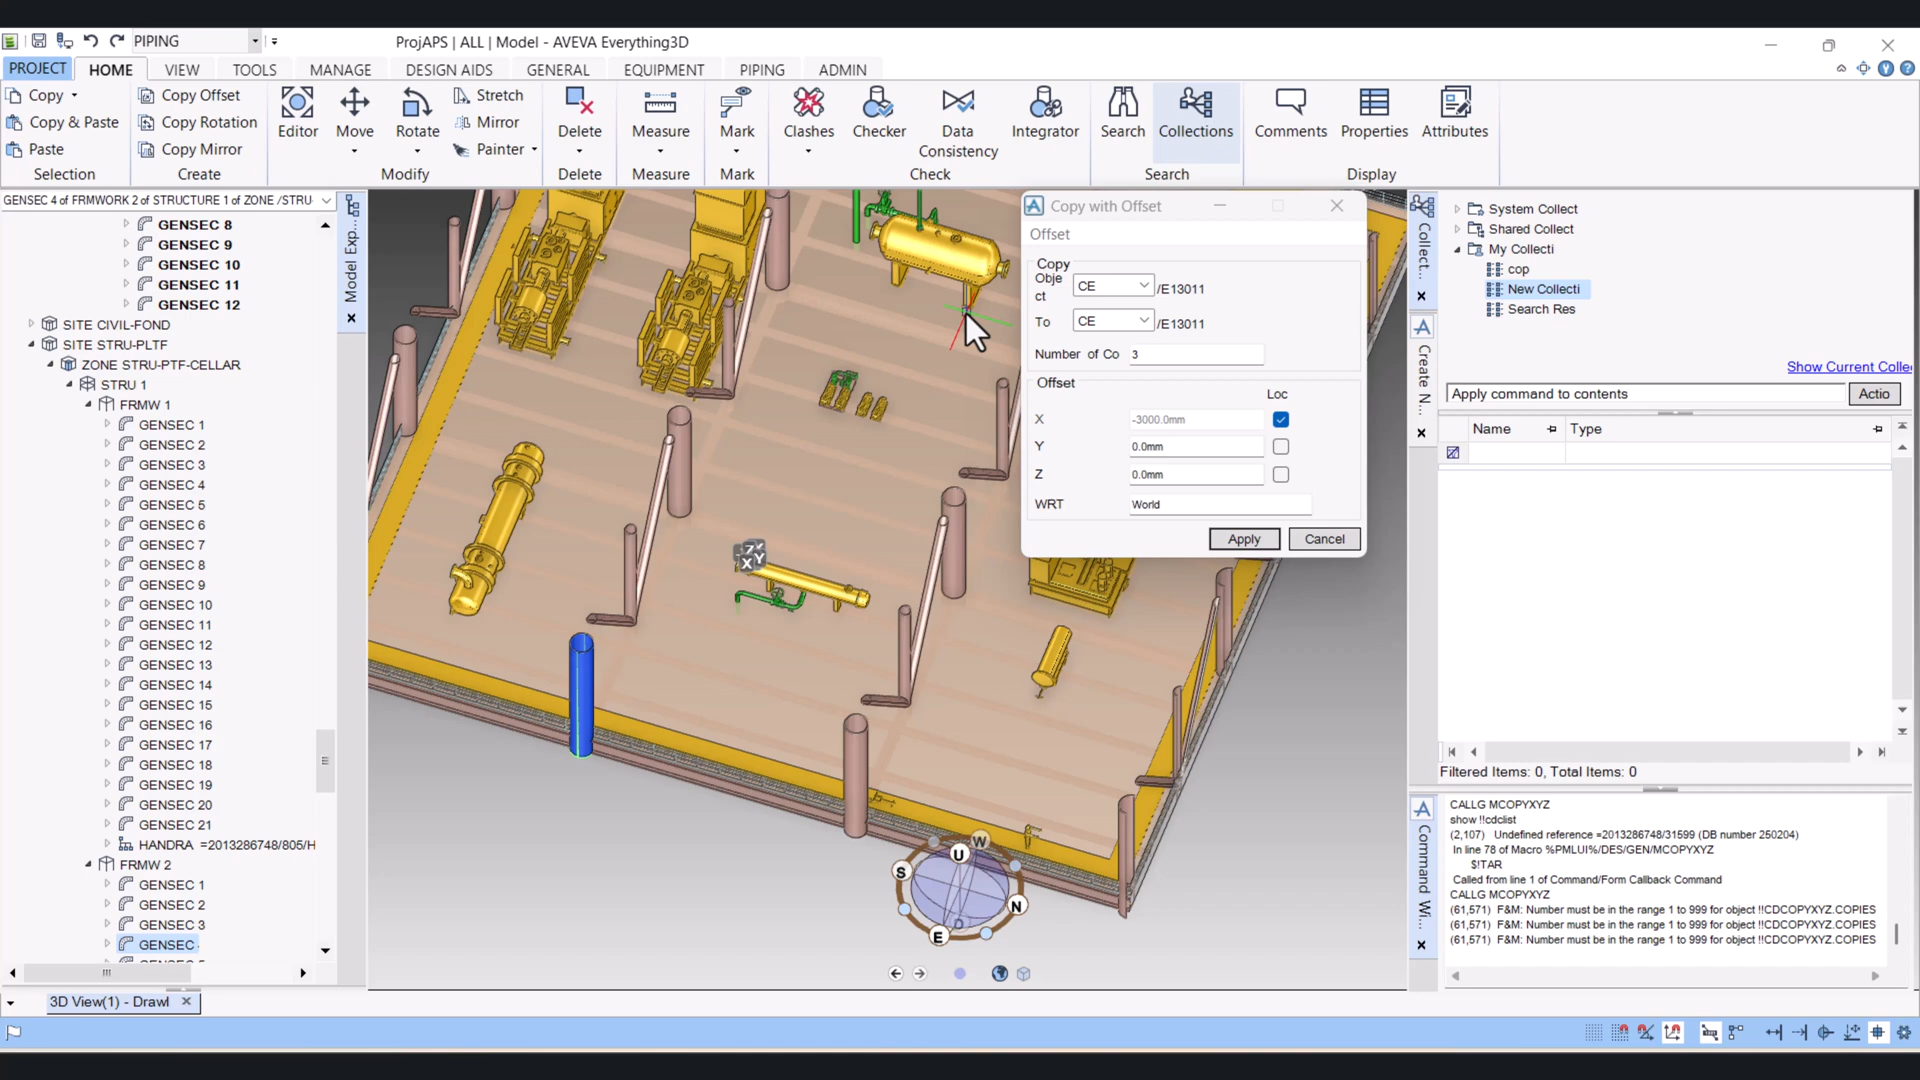 PIPING
ProjAPS | ALL | Model - AVEVA Everything3D
PROJECT HOME VIEW TOOLS MANAGE DESIGN AIDS GENERAL EQUIPMENT PIPING ADMIN
Copy
Copy & Paste
Paste
Selection
Copy Offset
Copy Rotation
Copy Mirror
Create
Editor
Move
Rotate
Stretch
Mirror
Painter
Modify
Delete
Delete
Measure
Measure
Mark
Mark
Clashes
Checker
Data
Consistency
Integrator
Check
Search
Collections
Search
Comments
Properties
Attributes
Display
GENSEC 4 of FRMWORK 2 of STRUCTURE 1 of ZONE /STRU-
GENSEC 8
GENSEC 9
GENSEC 10
GENSEC 11
GENSEC 12
SITE CIVIL-FOND
SITE STRU-PLTF
ZONE STRU-PTF-CELLAR
STRU 1
FRMW 1
GENSEC 1
GENSEC 2
GENSEC 3
GENSEC 4
GENSEC 5
GENSEC 6
GENSEC 7
GENSEC 8
GENSEC 9
GENSEC 10
GENSEC 11
GENSEC 12
GENSEC 13
GENSEC 14
GENSEC 15
GENSEC 16
GENSEC 17
GENSEC 18
GENSEC 19
GENSEC 20
GENSEC 21
HANDRA =2013286748/805/H
FRMW 2
GENSEC 1
GENSEC 2
GENSEC 3
GENSEC
Model Exp...
Z Y
X Y
U
W
S
N
E
D
Copy with Offset
Offset
Copy
Obje
ct
CE
/E13011
To
CE
/E13011
Number of Co
3
Offset
Loc
X
-3000.0mm
Y
0.0mm
Z
0.0mm
WRT
World
Apply
Cancel
Collect...
Create N...
Command Wi...
System Collect
Shared Collect
My Collecti
cop
New Collecti
Search Res
Show Current Colle
Apply command to contents
Actio
Name
Type
Filtered Items: 0, Total Items: 0
CALLG MCOPYXYZ
show !!cdclist
(2,107) Undefined reference =2013286748/31599 (DB number 250204)
In line 78 of Macro %PMLUI%/DES/GEN/MCOPYXYZ
$!TAR
Called from line 1 of Command/Form Callback Command
CALLG MCOPYXYZ
(61,571) F&M: Number must be in the range 1 to 999 for object !!CDCOPYXYZ.COPIES
(61,571) F&M: Number must be in the range 1 to 999 for object !!CDCOPYXYZ.COPIES
(61,571) F&M: Number must be in the range 1 to 999 for object !!CDCOPYXYZ.COPIES
3D View(1) - Drawl